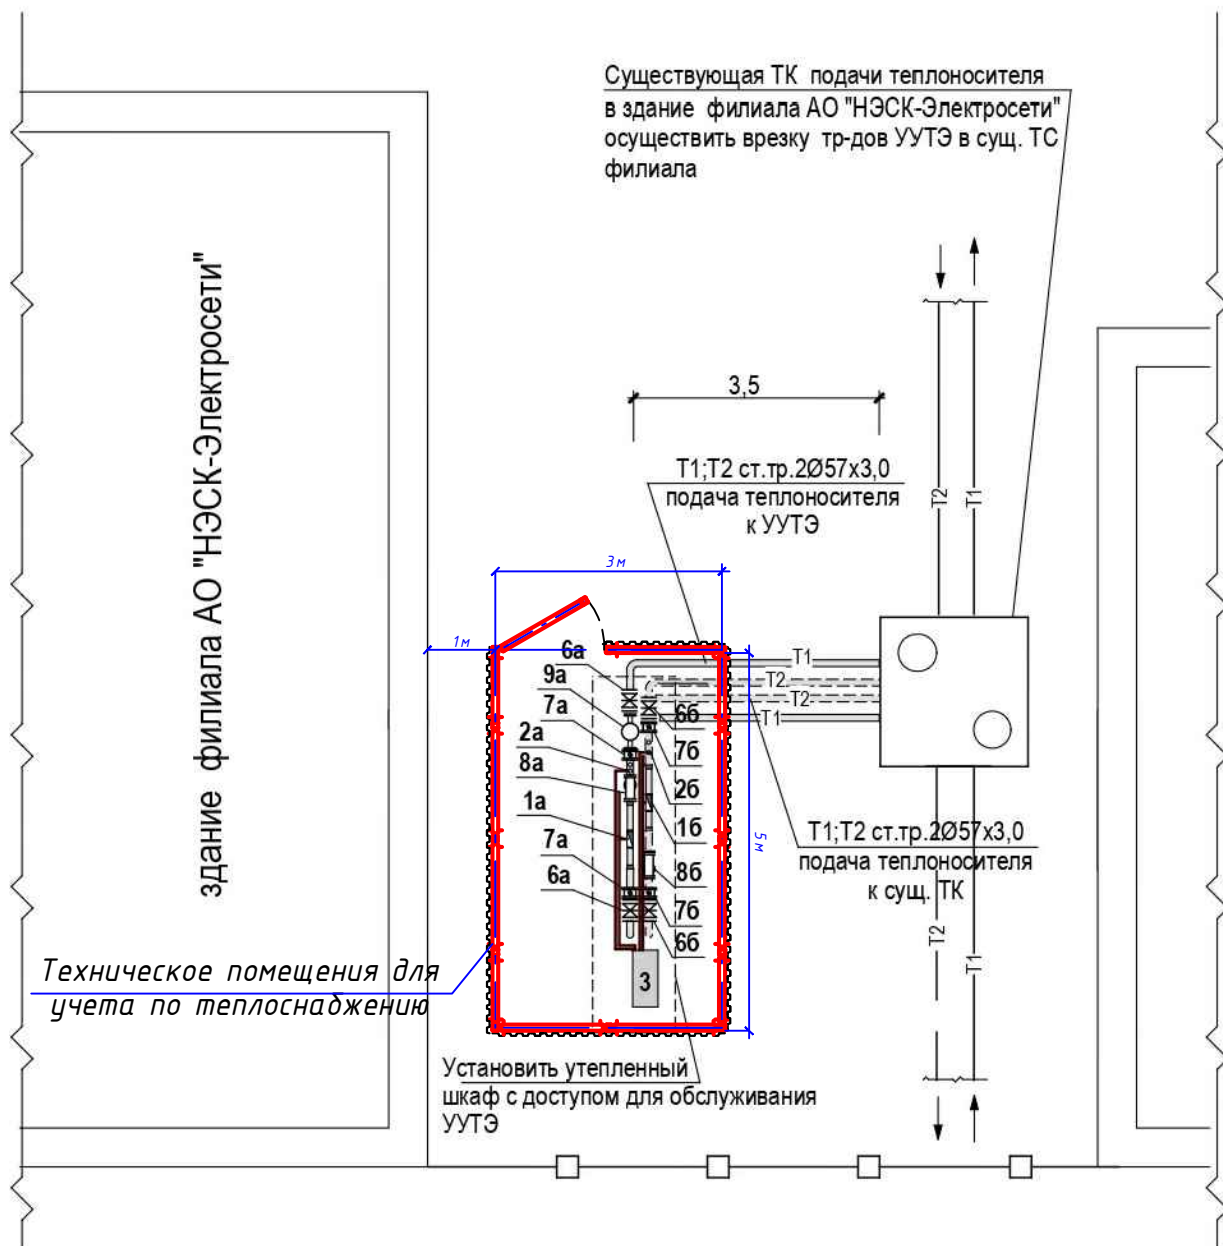 Существующая ТК подачи теплоносителя
в здание филиала АО "НЭСК-Электросети"
осуществить врезку тр-дов УУТЭ в сущ. ТС
филиала
здание филиала АО "НЭСК-Электросети"
3,5
Т1;Т2 ст.тр.2Ø57х3,0
подача теплоносителя
к УУТЭ
Т2
Т1
3м
1м
6а
9а
7а
2а
8а
1а
7а
6а
Т1
Т2
Т2
Т1
6б
7б
2б
1б
8б
7б
6б
3
5м
Т1;Т2 ст.тр.2Ø57х3,0
подача теплоносителя
к сущ. ТК
Т2
Т1
Техническое помещения для
учета по теплоснабжению
Установить утепленный
шкаф с доступом для обслуживания
УУТЭ